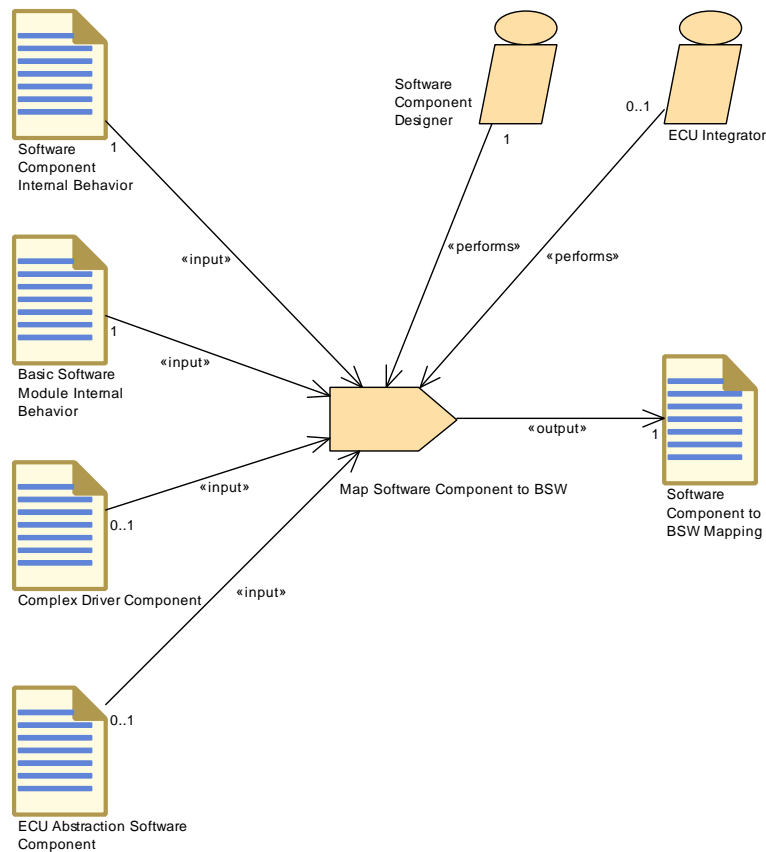 Software
Component
Internal Behavior
1
«input»
Software
Component
Designer
1
«performs»
0..1
ECU Integrator
«performs»
Basic Software
Module Internal
Behavior
1
«input»
Map Software Component to BSW
«output»
1
Software
Component to
BSW Mapping
Complex Driver Component
0..1
«input»
ECU Abstraction Software
Component
0..1
«input»